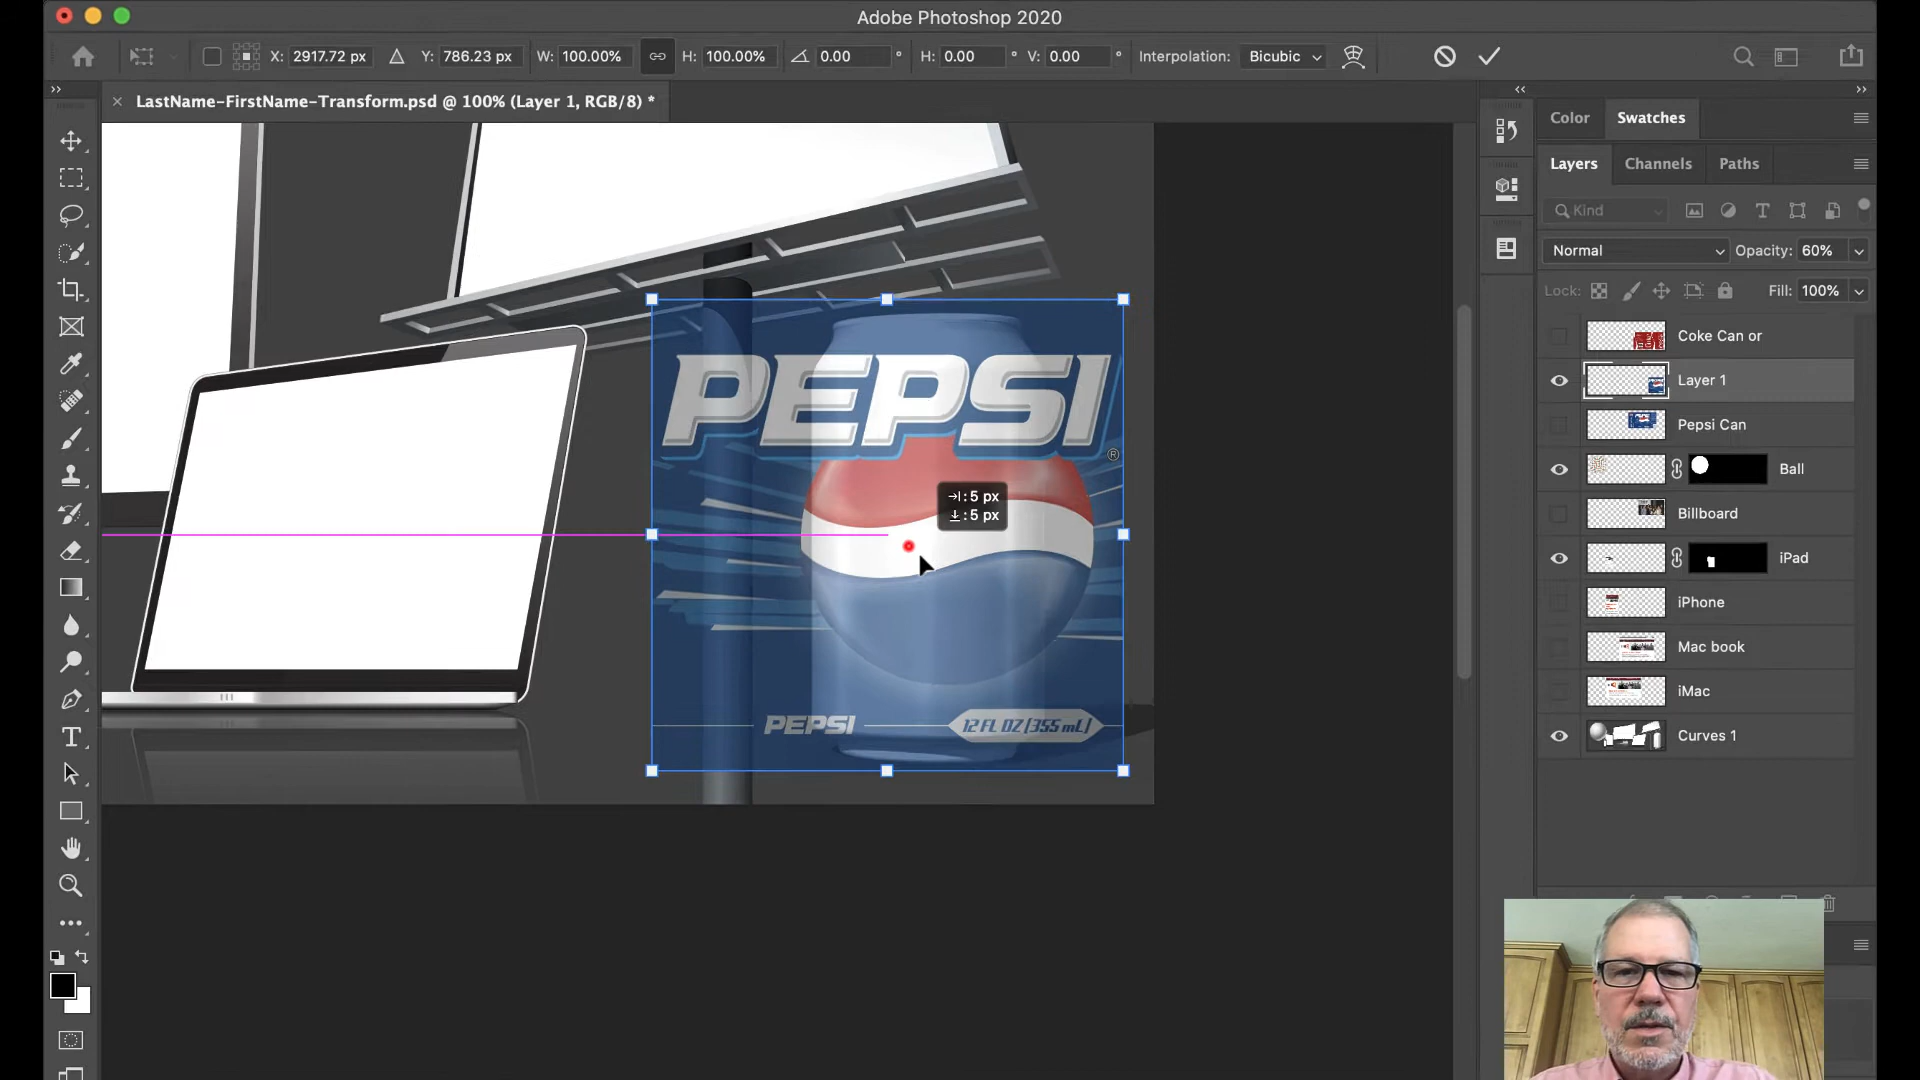 Adobe Photoshop 2020
X: 2917.72 px Y: 786.23 px W: 100.00% H: 100.00% 0.00 ° H: 0.00 ° V: 0.00 ° Interpolation: Bicubic
LastName-FirstName-Transform.psd @ 100% (Layer 1, RGB/8) *
Color Swatches
Layers Channels Paths
Kind
Normal Opacity: 60%
Lock: Fill: 100%
Coke Can or
Layer 1
Pepsi Can
Ball
Billboard
iPad
iPhone
Mac book
iMac
Curves 1
PEPSI
®
: 5 px
: 5 px
PEPSI
12 FL OZ (355 mL)